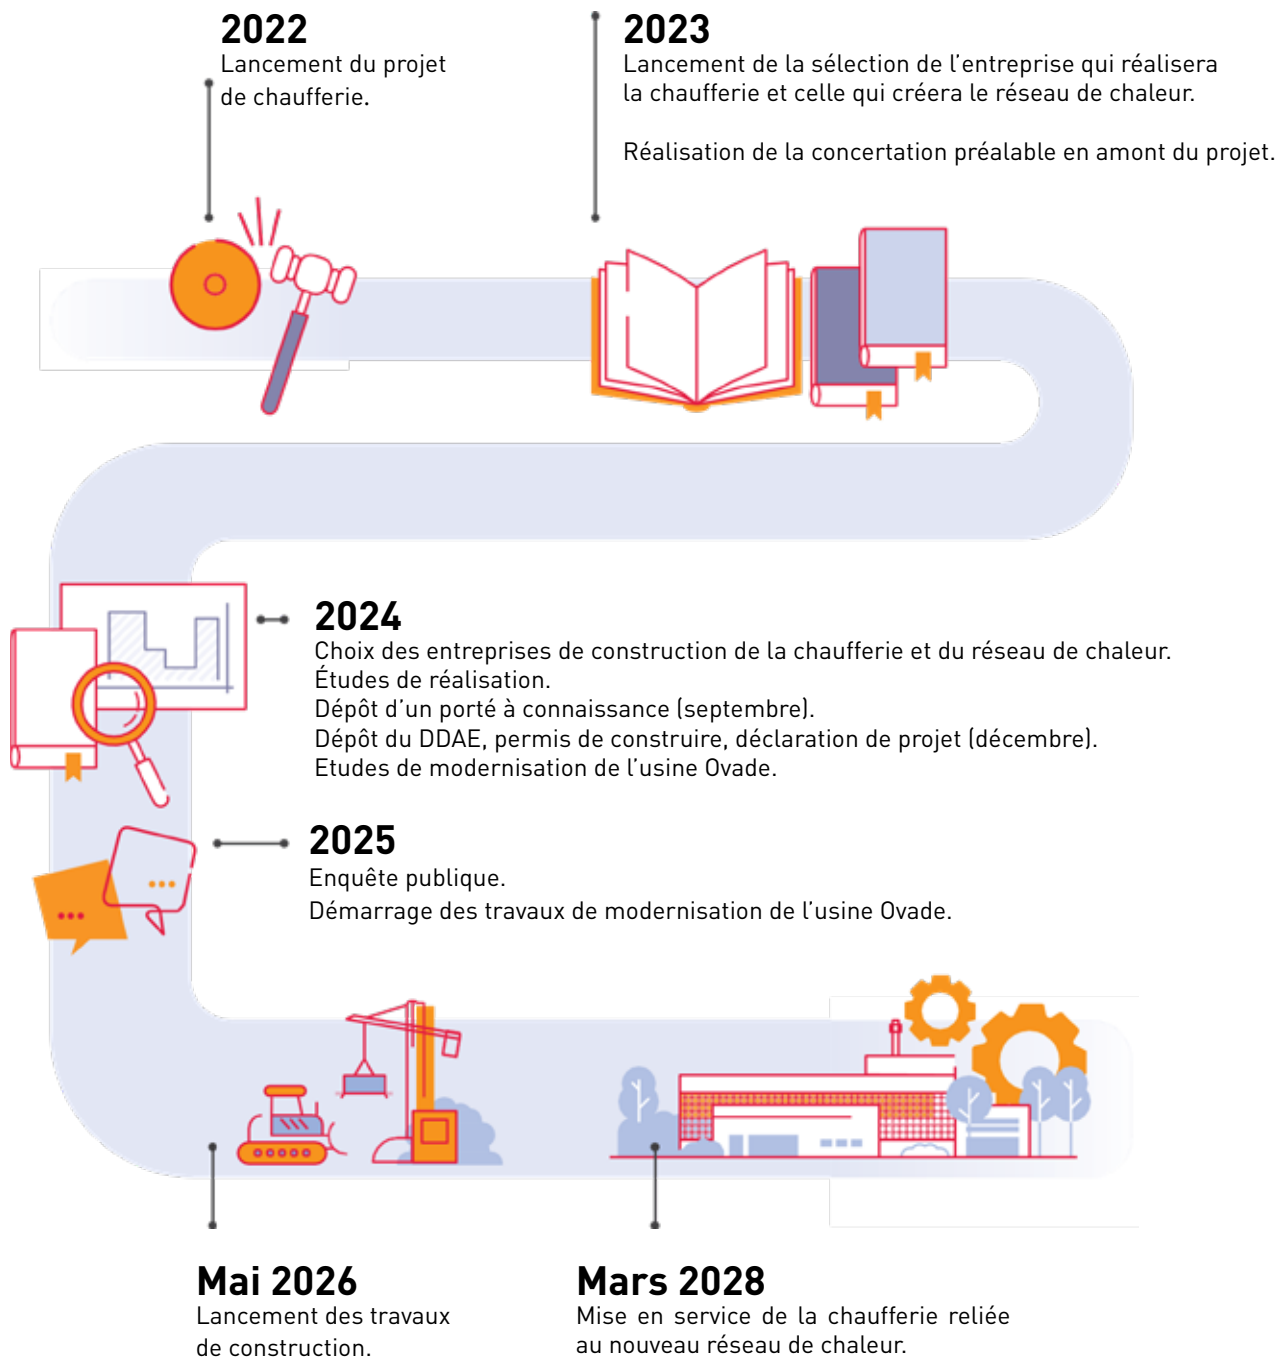 2022
Lancement du projet
de chaufferie.
2023
Lancement de la sélection de l’entreprise qui réalisera
la chaufferie et celle qui créera le réseau de chaleur.
Réalisation de la concertation préalable en amont du projet.
2024
Choix des entreprises de construction de la chaufferie et du réseau de chaleur.
Études de réalisation.
Dépôt d’un porté à connaissance (septembre).
Dépôt du DDAE, permis de construire, déclaration de projet (décembre).
Etudes de modernisation de l’usine Ovade.
2025
Enquête publique.
Démarrage des travaux de modernisation de l’usine Ovade.
Mai 2026
Lancement des travaux
de construction.
Mars 2028
Mise en service de la chaufferie reliée
au nouveau réseau de chaleur.